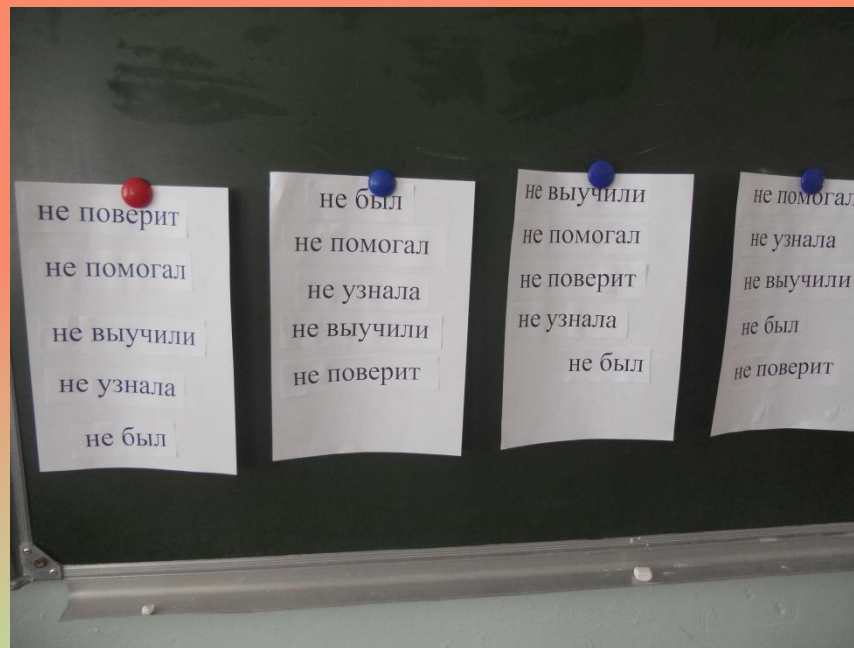 не поверит
не помогал
не выучили
не узнала
не был
не был
не помогал
не узнала
не выучили
не поверит
не выучили
не помогал
не поверит
не узнала
не был
не помогал
не узнала
не выучили
не был
не поверит